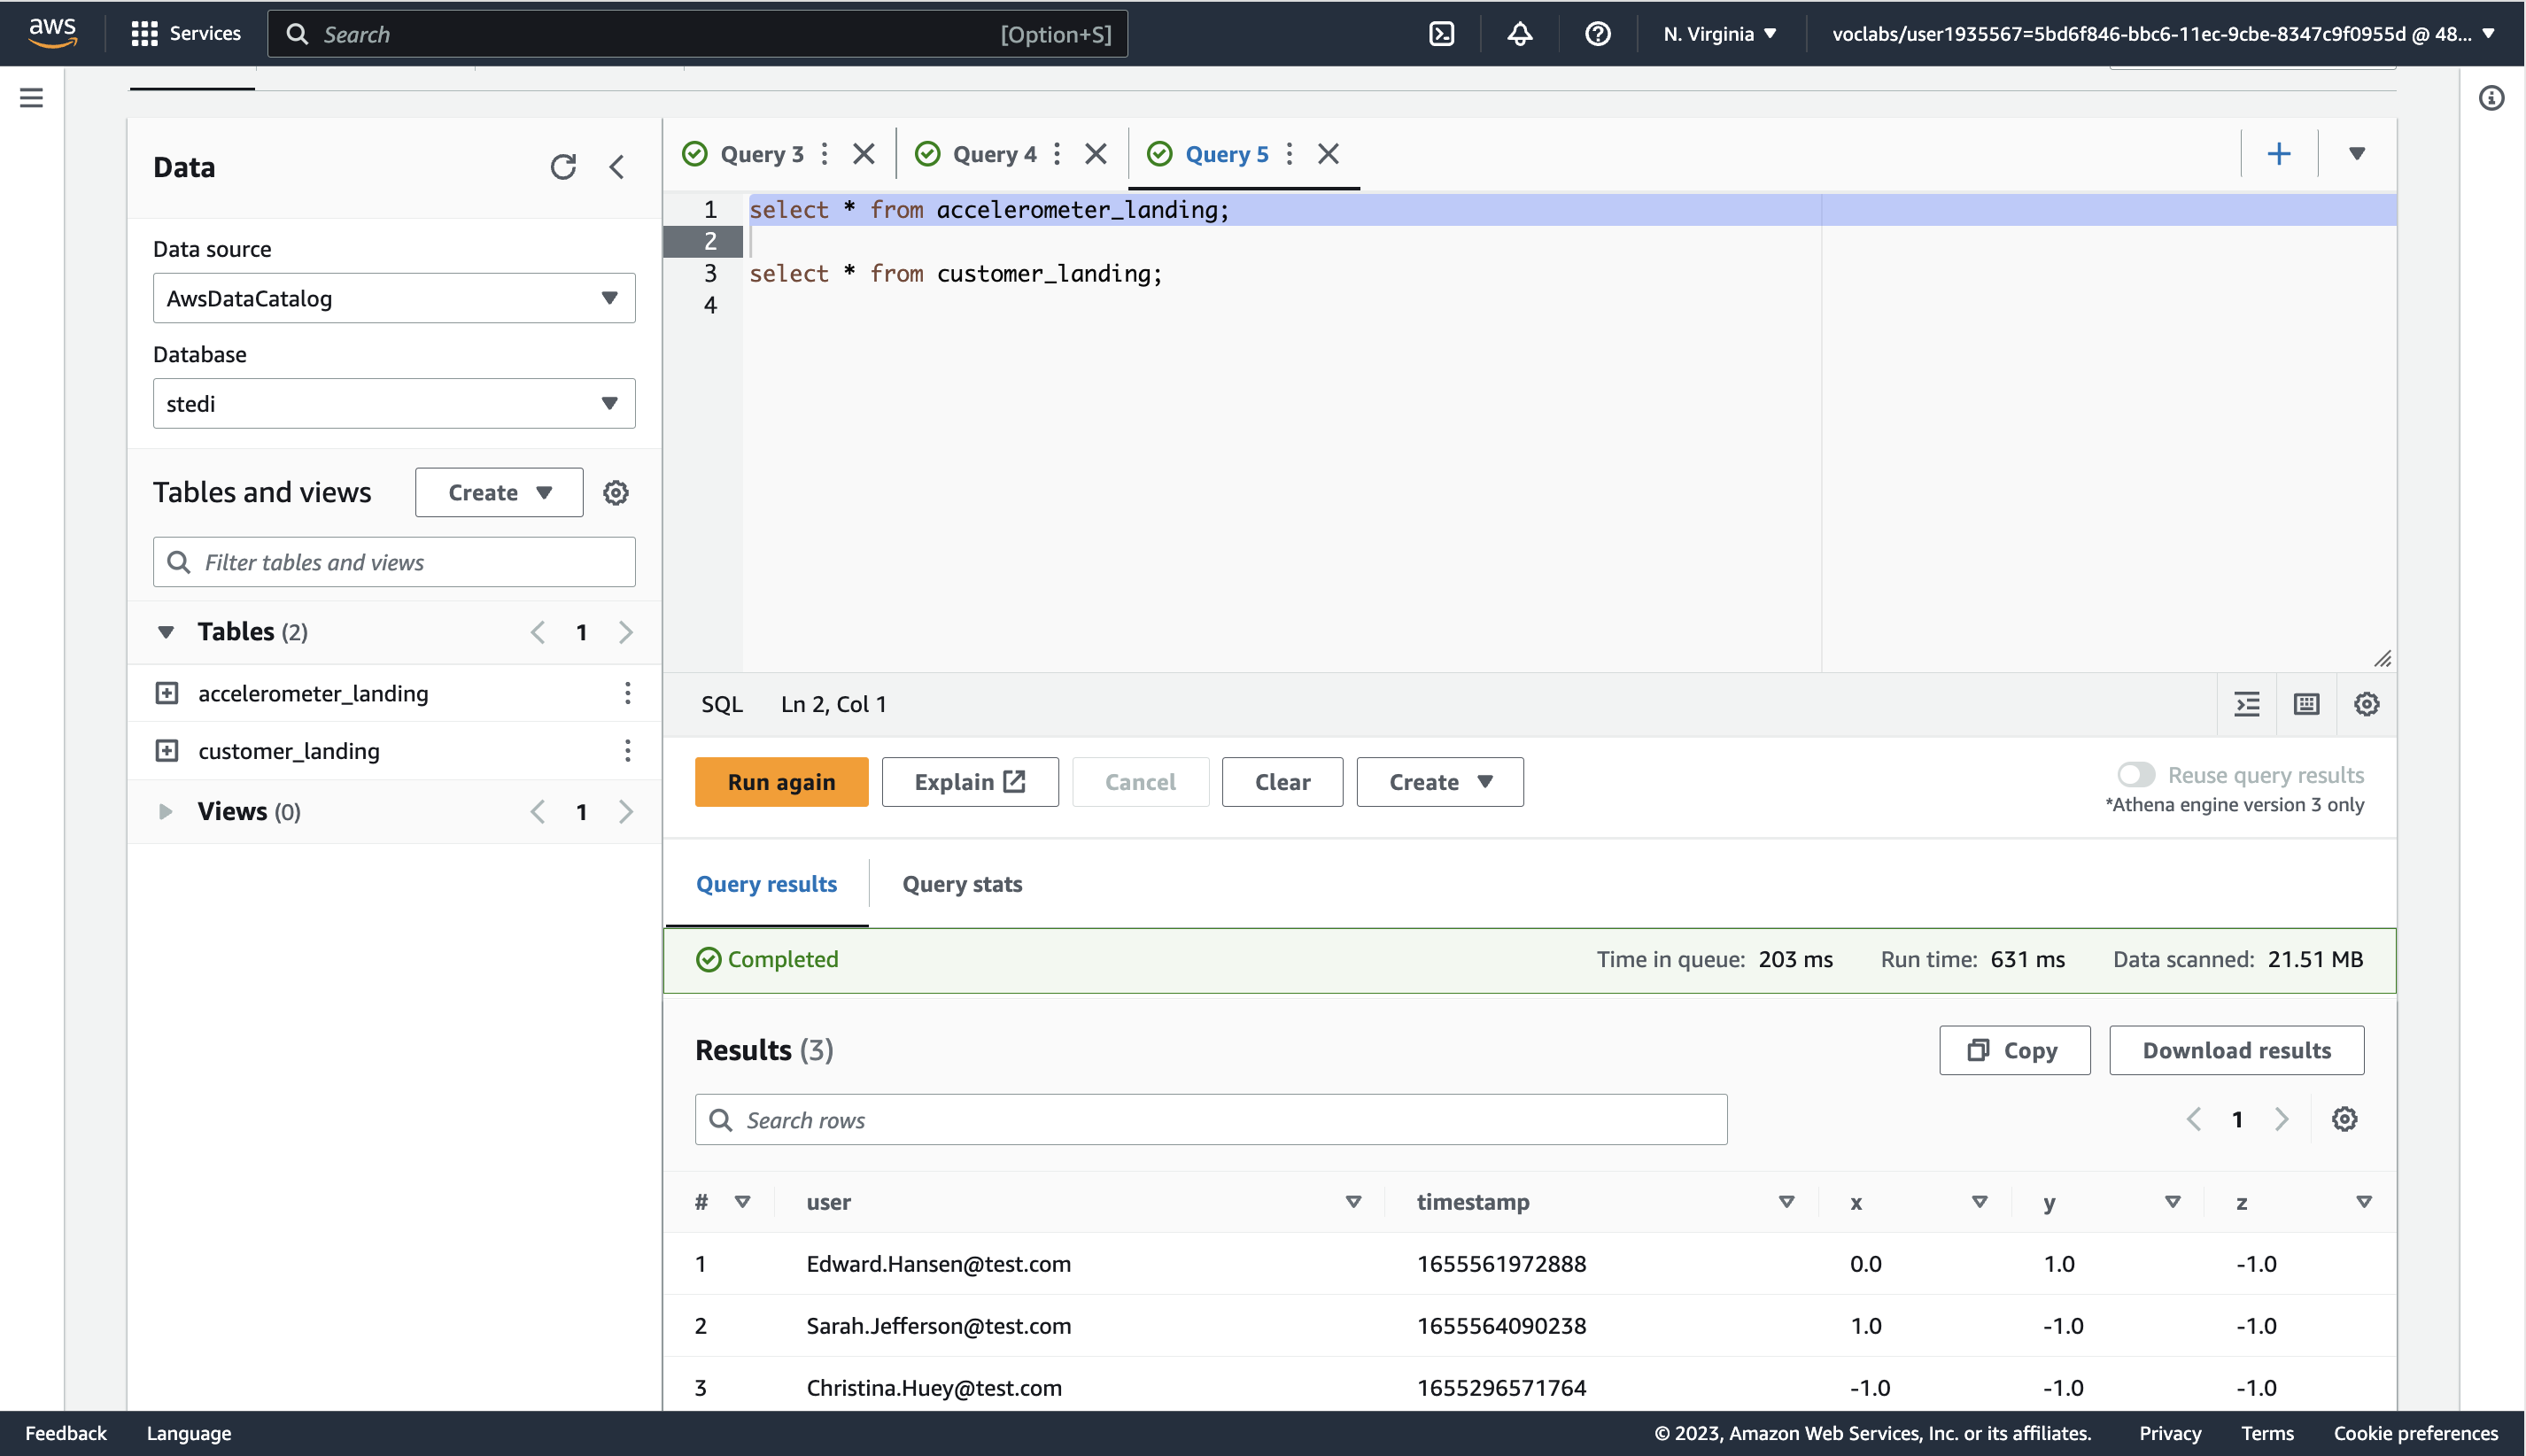 aws
Services
Search
[Option+S]
N. Virginia
voclabs/user1935567=5bd6f846-bbc6-11ec-9cbe-8347c9f0955d @ 48...
Data
Data source
AwsDataCatalog
Database
stedi
Tables and views
Create
Filter tables and views
Tables (2)
1
accelerometer_landing
customer_landing
Views (0)
1
Query 3
Query 4
Query 5
1 select * from accelerometer_landing;
2
3 select * from customer_landing;
4
SQL Ln 2, Col 1
Run again
Explain
Cancel
Clear
Create
Reuse query results
*Athena engine version 3 only
Query results
Query stats
Completed
Time in queue: 203 ms
Run time: 631 ms
Data scanned: 21.51 MB
Results (3)
Copy
Download results
Search rows
1
# user timestamp x y z
1 Edward.Hansen@test.com 1655561972888 0.0 1.0 -1.0
2 Sarah.Jefferson@test.com 1655564090238 1.0 -1.0 -1.0
3 Christina.Huey@test.com 1655296571764 -1.0 -1.0 -1.0
Feedback
Language
© 2023, Amazon Web Services, Inc. or its affiliates.
Privacy
Terms
Cookie preferences